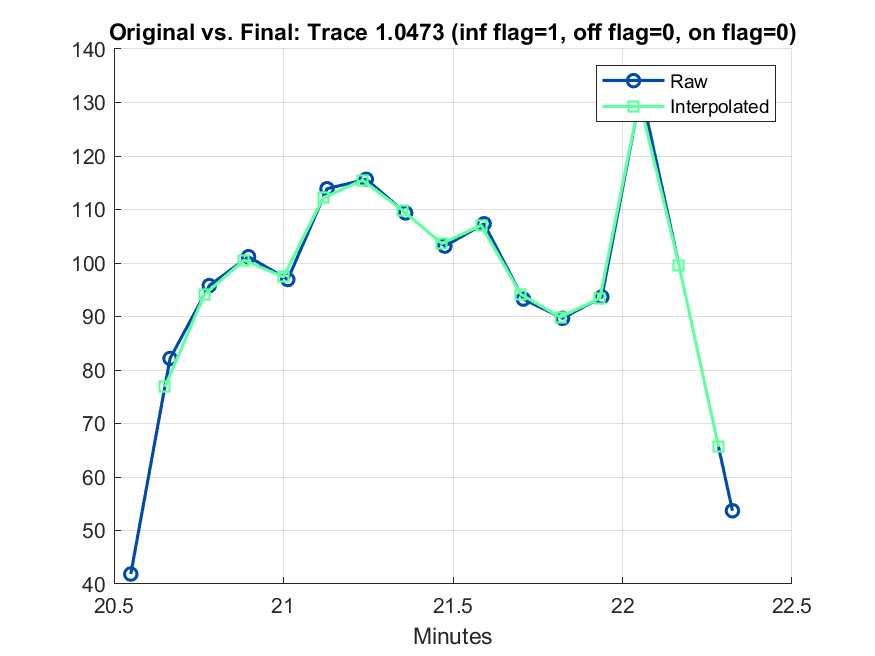 Original vs. Final: Trace 1.0473 (inf flag=1, off flag=0, on flag=0)
140
130
120
110
100
90
80
70
60
50
40
Raw
Interpolated
20.5 21 21.5 22 22.5
Minutes